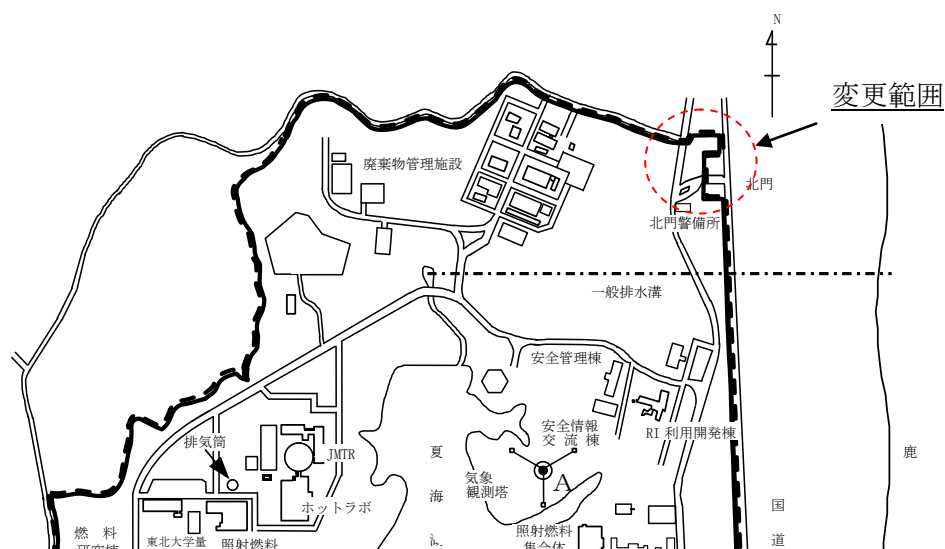 N
変更範囲
廃棄物管理施設
北門
北門警備所
一般排水溝
安全管理棟
安全情報
交流棟
RI 利用開発棟
排気筒
JMTR
夏
海
気象
観測塔
A
鹿
ホットラボ
国
道
燃料
東北大学量
照射燃料
照射燃料
集合体